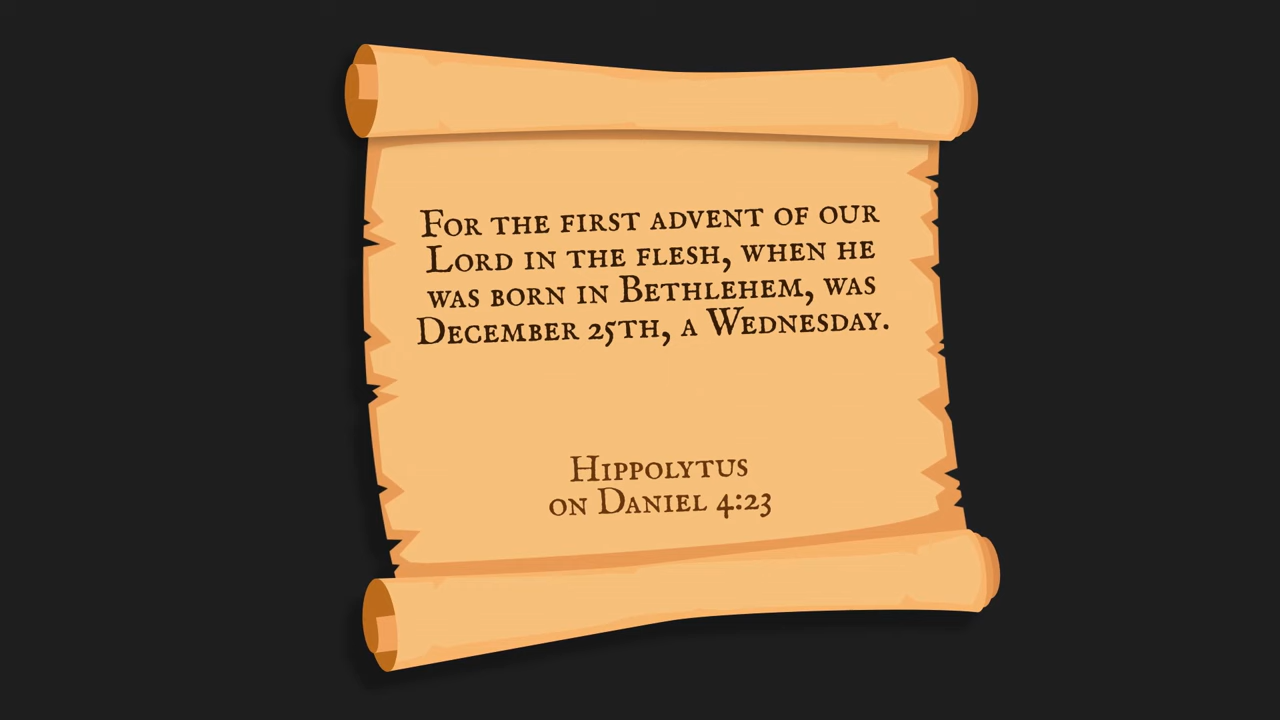 For the first advent of our
Lord in the flesh, when he
was born in Bethlehem, was
December 25th, a Wednesday.
Hippolytus
on Daniel 4:23